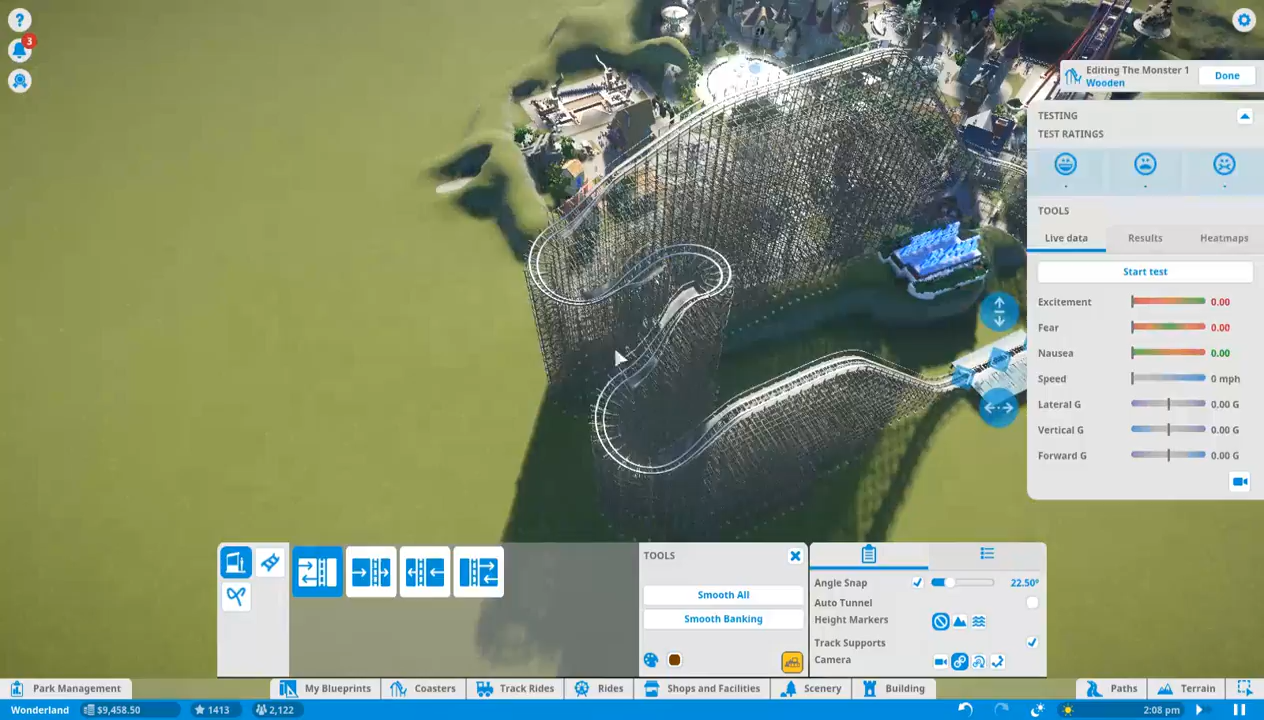 ?
3
Editing The Monster 1
Wooden
Done
TESTING
TEST RATINGS
- - -
TOOLS
Live data Results Heatmaps
Start test
Excitement 0.00
Fear 0.00
Nausea 0.00
Speed 0 mph
Lateral G 0.00 G
Vertical G 0.00 G
Forward G 0.00 G
TOOLS
Smooth All
Smooth Banking
Angle Snap 22.50°
Auto Tunnel
Height Markers
Track Supports
Camera
Park Management My Blueprints Coasters Track Rides Rides Shops and Facilities Scenery Building Paths Terrain
Wonderland $9,458.50 1413 2,122 2:08 pm